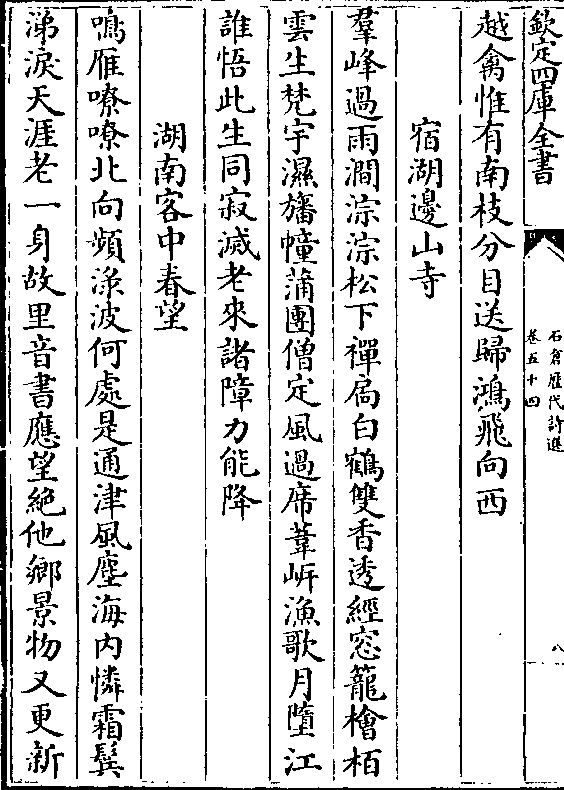 欽定四庫全書
石倉歴代詩選
卷五十四
八
越禽惟有南枝分目送歸鴻飛向西
宿湖邊山寺
羣峰過雨澗淙淙松下禪扃白鶴雙香透經窓籠檜栢
雲生梵宇濕旛幢蒲團僧定風過席葦㟁漁歌月墮江
誰悟此生同寂滅老來諸障力能降
湖南客中春望
鳴雁嘹嘹北向頻渌波何處是通津風塵海内憐霜鬢
涕淚天涯老一身故里音書應望絶他鄉景物又更新